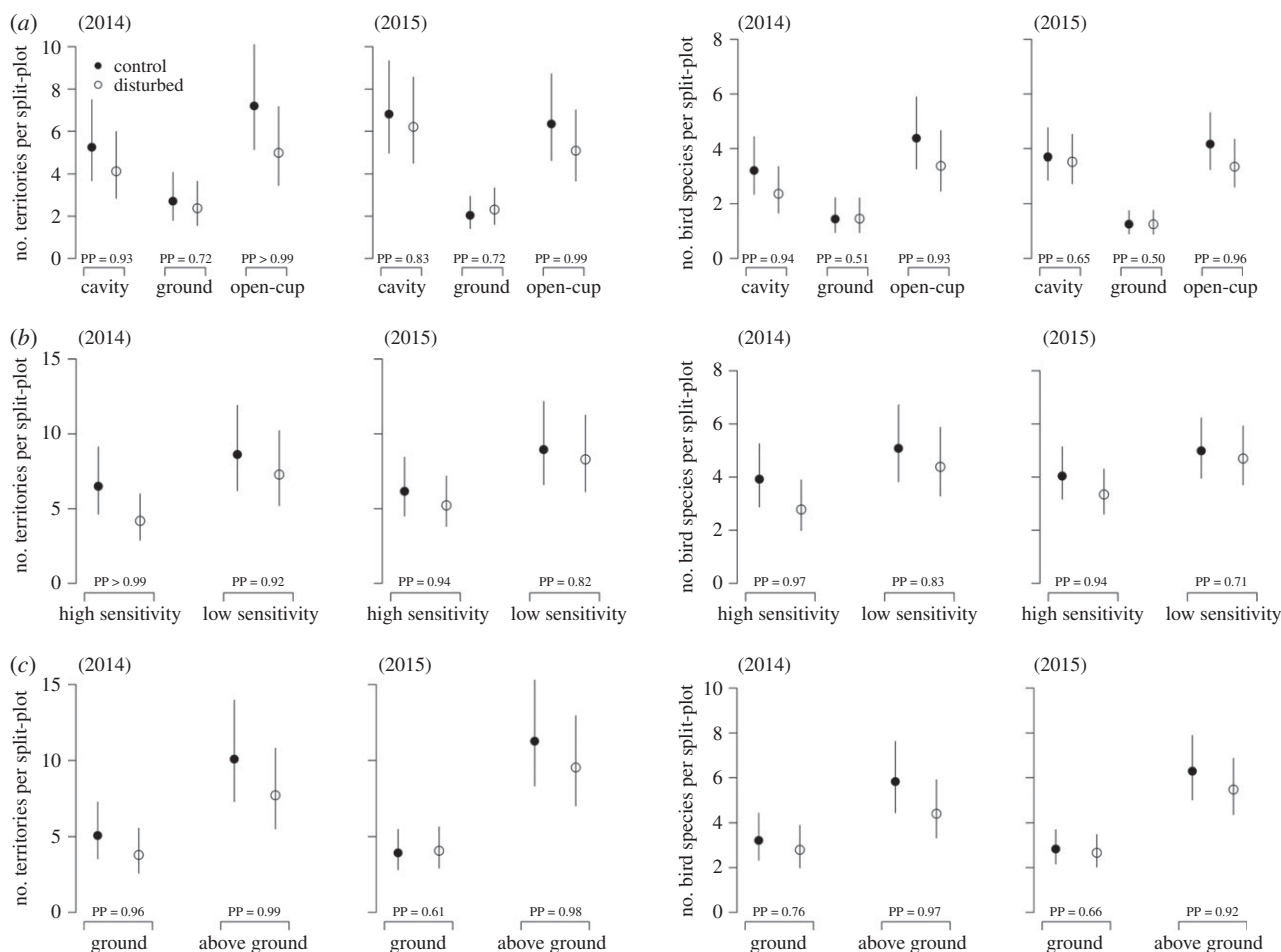 (a) (2014) (2015) (2014) (2015)
no. territories per split-plot
10
8
6
4
2
0
control
disturbed
PP = 0.93 PP = 0.72 PP > 0.99
cavity ground open-cup
PP = 0.83 PP = 0.72 PP = 0.99
cavity ground open-cup
no. bird species per split-plot
8
6
4
2
0
PP = 0.94 PP = 0.51 PP = 0.93
cavity ground open-cup
PP = 0.65 PP = 0.50 PP = 0.96
cavity ground open-cup
(b) (2014) (2015) (2014) (2015)
no. territories per split-plot
15
10
5
0
PP > 0.99 PP = 0.92
high sensitivity low sensitivity
PP = 0.94 PP = 0.82
high sensitivity low sensitivity
no. bird species per split-plot
8
6
4
2
0
PP = 0.97 PP = 0.83
high sensitivity low sensitivity
PP = 0.94 PP = 0.71
high sensitivity low sensitivity
(c) (2014) (2015) (2014) (2015)
no. territories per split-plot
15
10
5
0
PP = 0.96 PP = 0.99
ground above ground
PP = 0.61 PP = 0.98
ground above ground
no. bird species per split-plot
10
8
6
4
2
0
PP = 0.76 PP = 0.97
ground above ground
PP = 0.66 PP = 0.92
ground above ground